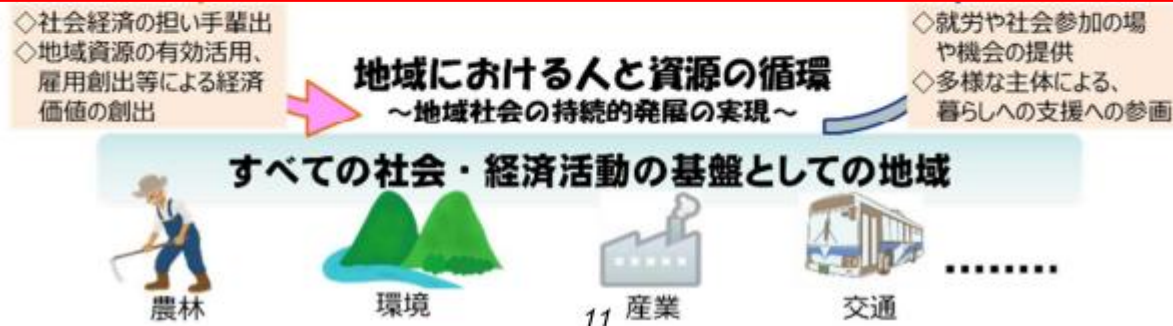 ◇社会経済の担い手輩出
◇地域資源の有効活用、
雇用創出等による経済
価値の創出
地域における人と資源の循環
～地域社会の持続的発展の実現～
◇就労や社会参加の場
や機会の提供
◇多様な主体による、
暮らしへの支援への参画
すべての社会・経済活動の基盤としての地域
農林
環境
産業
交通
………
11